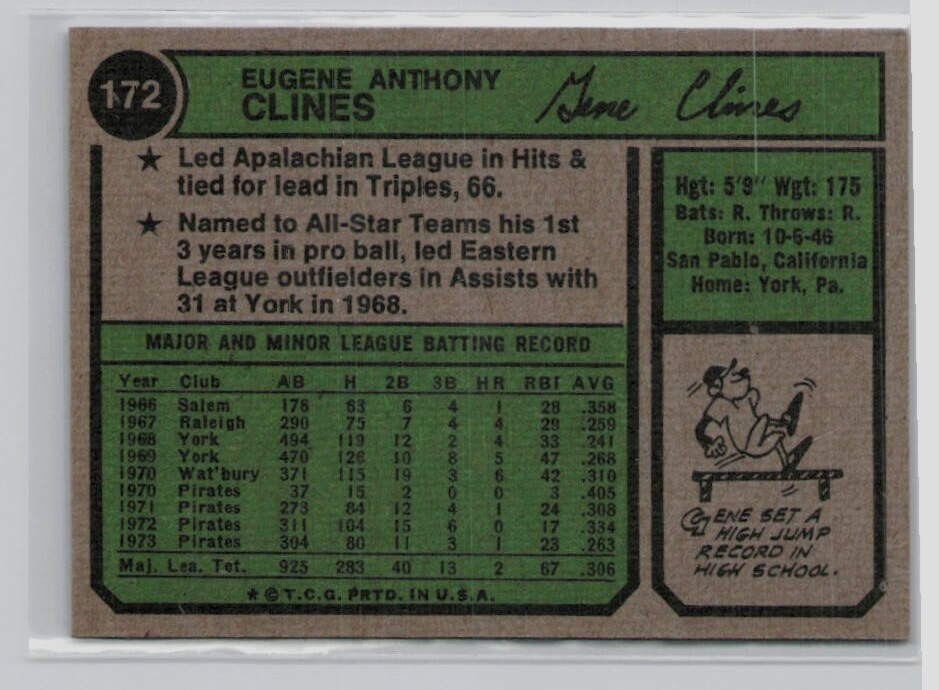 172
EUGENE ANTHONY
CLINES
Gene Clines
★ Led Apalachian League in Hits &
tied for lead in Triples, 66.
★ Named to All-Star Teams his 1st
3 years in pro ball, led Eastern
League outfielders in Assists with
31 at York in 1968.
Hgt: 5'9" Wgt: 175
Bats: R. Throws: R.
Born: 10-6-46
San Pablo, California
Home: York, Pa.
MAJOR AND MINOR LEAGUE BATTING RECORD
Year Club AB H 2B 3B HR RBI AVG
1966 Salem 176 63 6 4 1 28 .358
1967 Raleigh 290 75 7 4 4 29 .259
1968 York 494 119 12 2 4 33 .241
1969 York 470 126 10 8 5 47 .268
1970 Wat'bury 371 115 19 3 6 42 .310
1970 Pirates 37 15 2 0 0 3 .405
1971 Pirates 273 84 12 4 1 24 .308
1972 Pirates 311 104 15 6 0 17 .334
1973 Pirates 304 80 11 3 1 23 .263
Maj. Lea. Tot. 925 283 40 13 2 67 .306
★ © T.C.G. PRTD. IN U.S.A.
GENE SET A
HIGH JUMP
RECORD IN
HIGH SCHOOL.